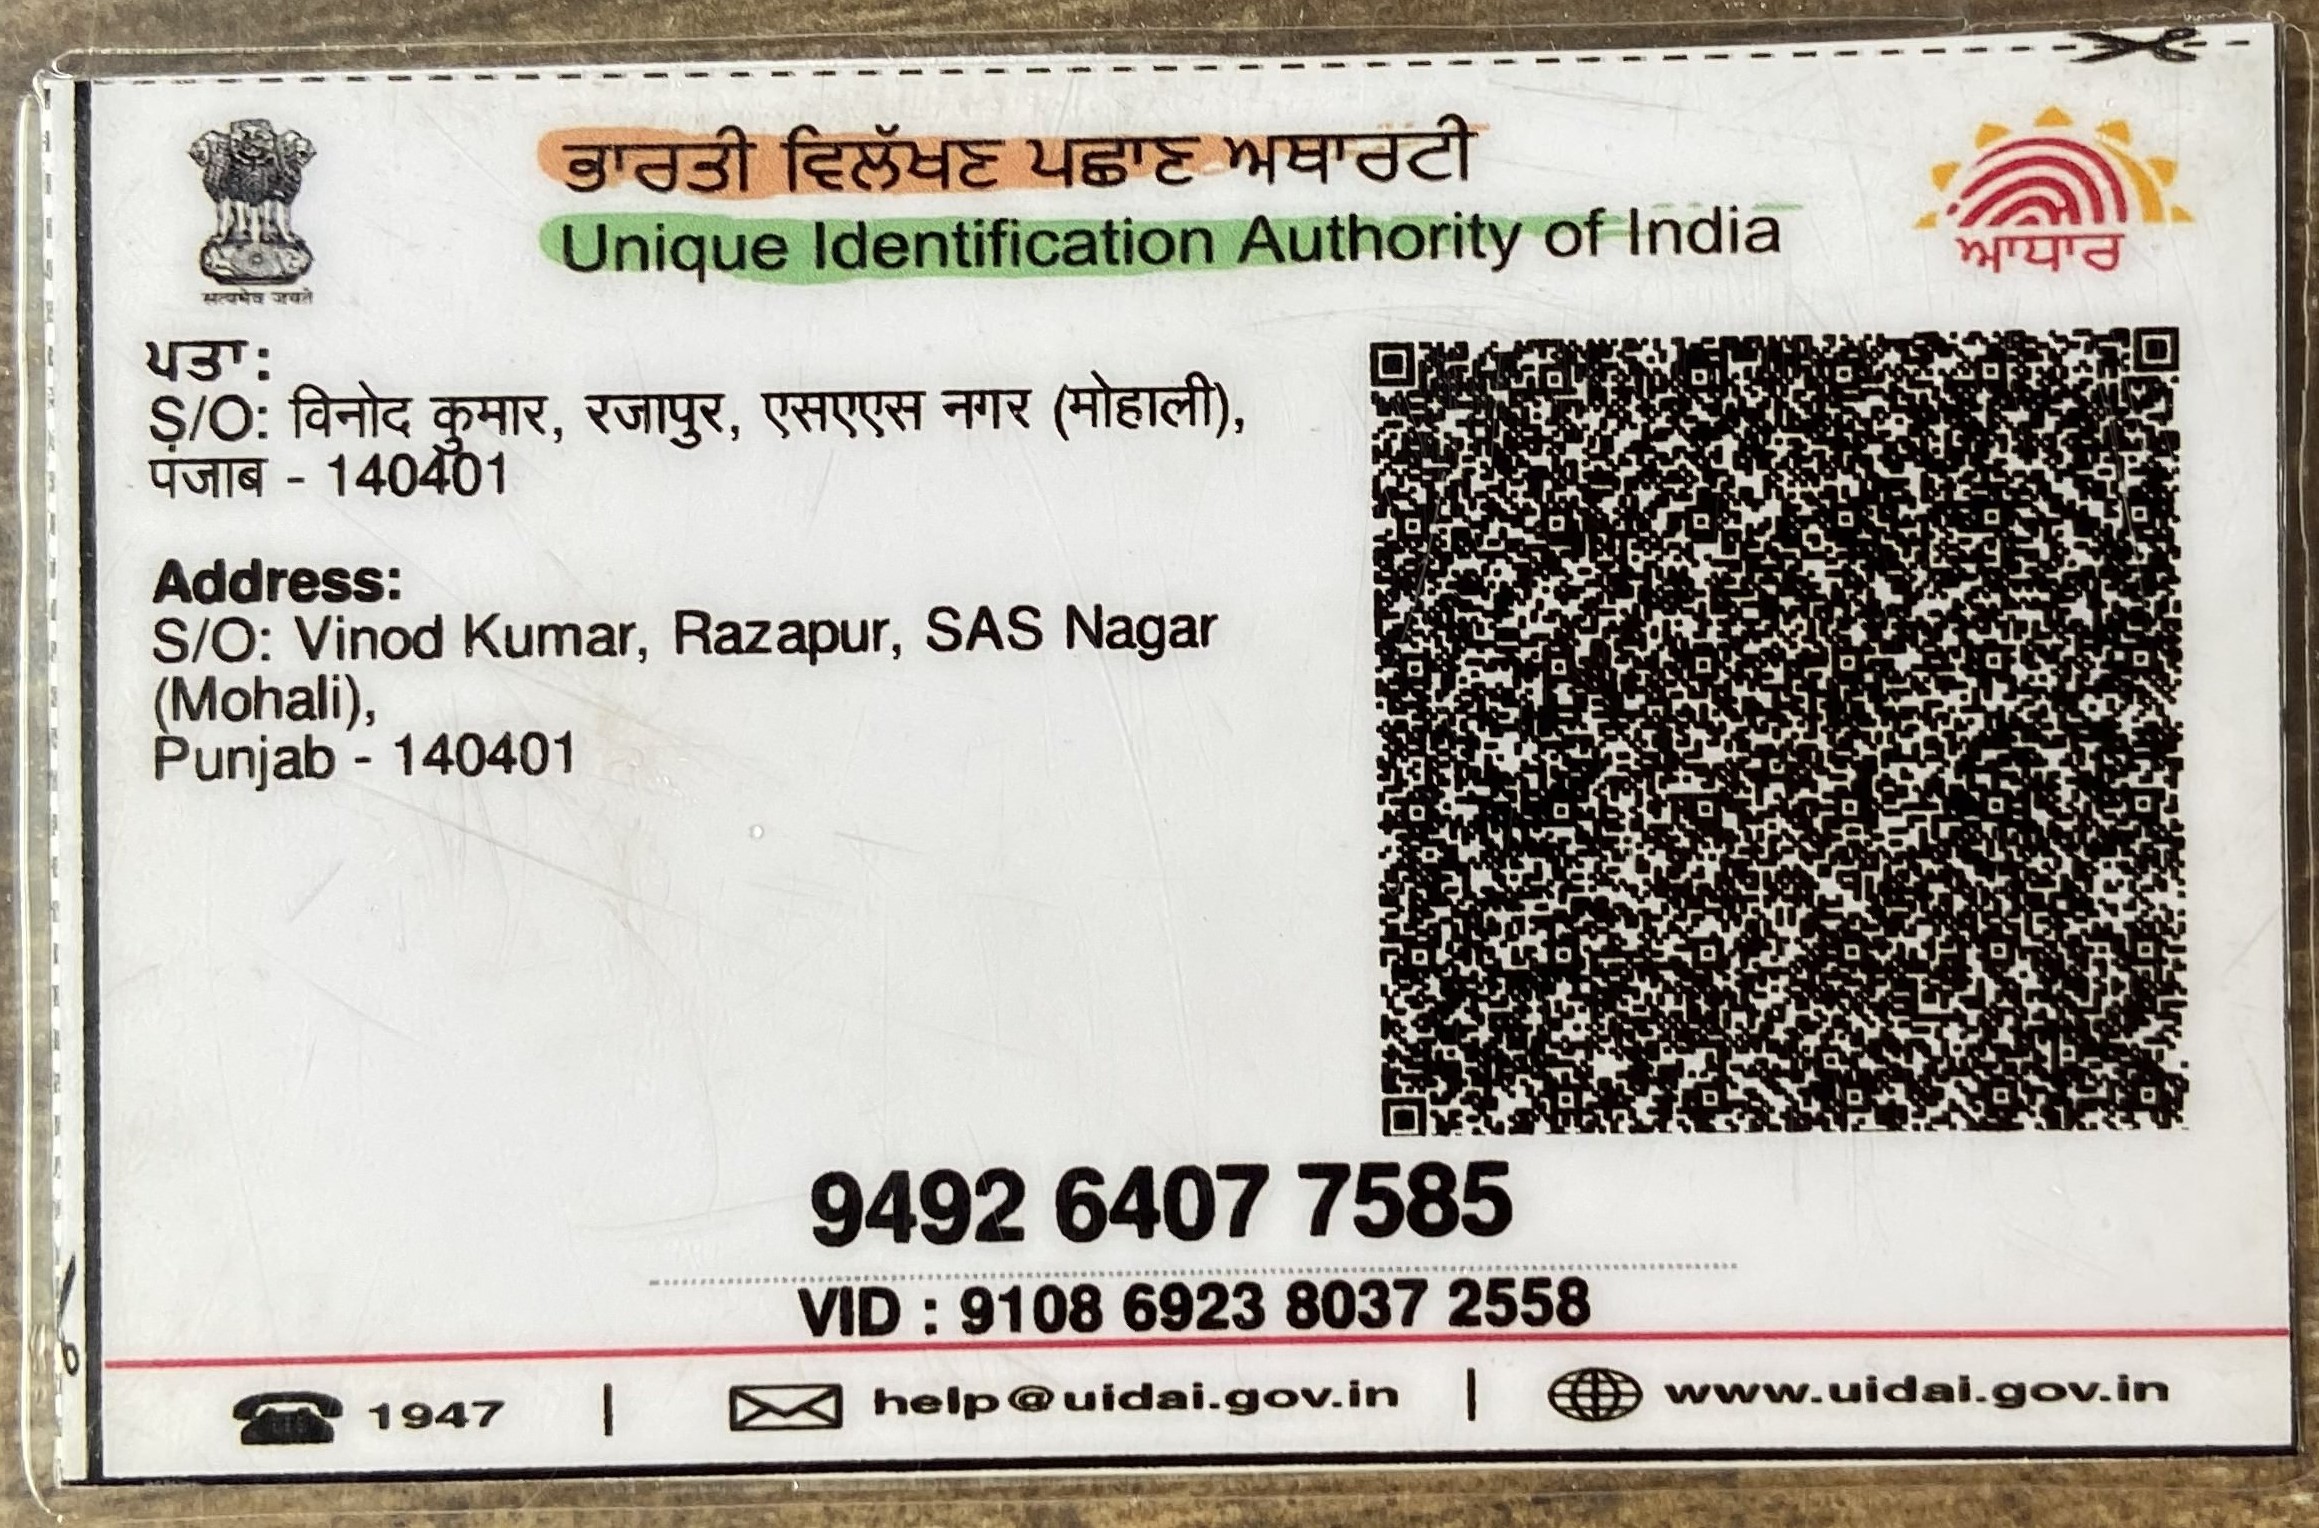 ਭਾਰਤੀ ਵਿਲੱਖਣ ਪਛਾਣ ਅਥਾਰਟੀ
Unique Identification Authority of India
सत्यमेव जयते
ਆਧਾਰ
ਪਤਾ:
S/O: विनोद कुमार, रजापुर, एसएएस नगर (मोहाली),
पंजाब - 140401
Address:
S/O: Vinod Kumar, Razapur, SAS Nagar
(Mohali),
Punjab - 140401
9492 6407 7585
VID : 9108 6923 8037 2558
1947 | help@uidai.gov.in | www.uidai.gov.in